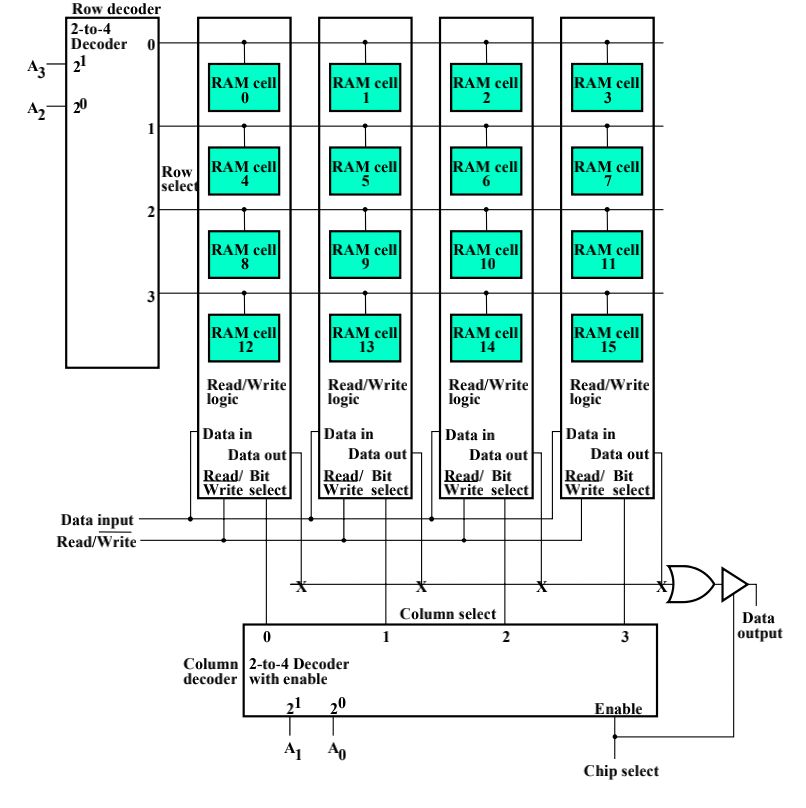 Row decoder
2-to-4
Decoder
A3
2^1
A2
2^0
0
1
2
3
Row
select
RAM cell
0
RAM cell
1
RAM cell
2
RAM cell
3
RAM cell
4
RAM cell
5
RAM cell
6
RAM cell
7
RAM cell
8
RAM cell
9
RAM cell
10
RAM cell
11
RAM cell
12
RAM cell
13
RAM cell
14
RAM cell
15
Read/Write
logic
Data in
Data out
Read/ Bit
Write select
Read/Write
logic
Data in
Data out
Read/ Bit
Write select
Read/Write
logic
Data in
Data out
Read/ Bit
Write select
Read/Write
logic
Data in
Data out
Read/ Bit
Write select
Data input
Read/Write
X
X
X
X
Data
output
Column select
0
1
2
3
Column
decoder
2-to-4 Decoder
with enable
2^1
2^0
Enable
A1
A0
Chip select